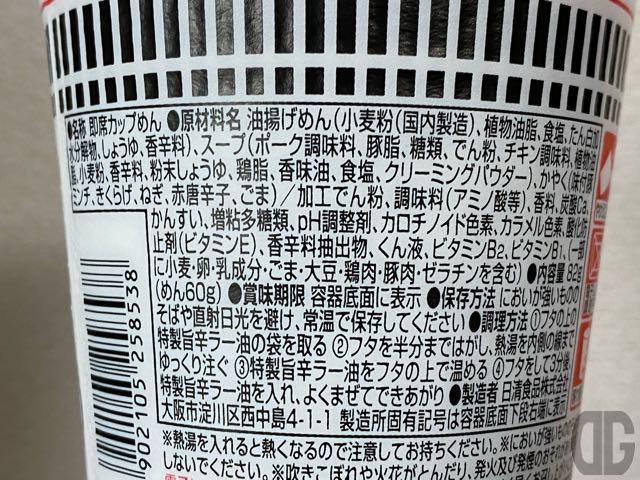 ●名称 即席カップめん ●原材料名 油揚げめん(小麦粉(国内製造)、植物油脂、食塩、たん白加
水分解物、しょうゆ、香辛料)、スープ(ポーク調味料、豚脂、糖類、でん粉、チキン調味料、植物油
脂、小麦粉、香辛料、粉末しょうゆ、鶏脂、香味油、食塩、クリーミングパウダー)、かやく(味付豚
ミンチ、きくらげ、ねぎ、赤唐辛子、ごま)/加工でん粉、調味料(アミノ酸等)、香料、炭酸Ca、
かんすい、増粘多糖類、pH調整剤、カロチノイド色素、カラメル色素、酸化防
止剤(ビタミンE)、香辛料抽出物、くん液、ビタミンB2、ビタミンB1、(一部
に小麦・卵・乳成分・ごま・大豆・鶏肉・豚肉・ゼラチンを含む) ●内容量 82g
(めん60g) ●賞味期限 容器底面に表示 ●保存方法 においが強いものの
そばや直射日光を避け、常温で保存してください ●調理方法 ①フタの上の
特製旨辛ラー油の袋を取る ②フタを半分まではがし、熱湯を内側の線まで
ゆっくり注ぐ ③特製旨辛ラー油をフタの上で温める ④フタをして3分後、
特製旨辛ラー油を入れ、よくまぜてできあがり ●製造者 日清食品株式会社
大阪市淀川区西中島4-1-1 製造所固有記号は容器底面下段右端に表示
※熱湯を入れると熱くなるので注意してお持ちください。※においが強いもの
しないでください。※吹きこぼれや火花がとんだり、発火及び発煙のおそれ
902105 258538
DG